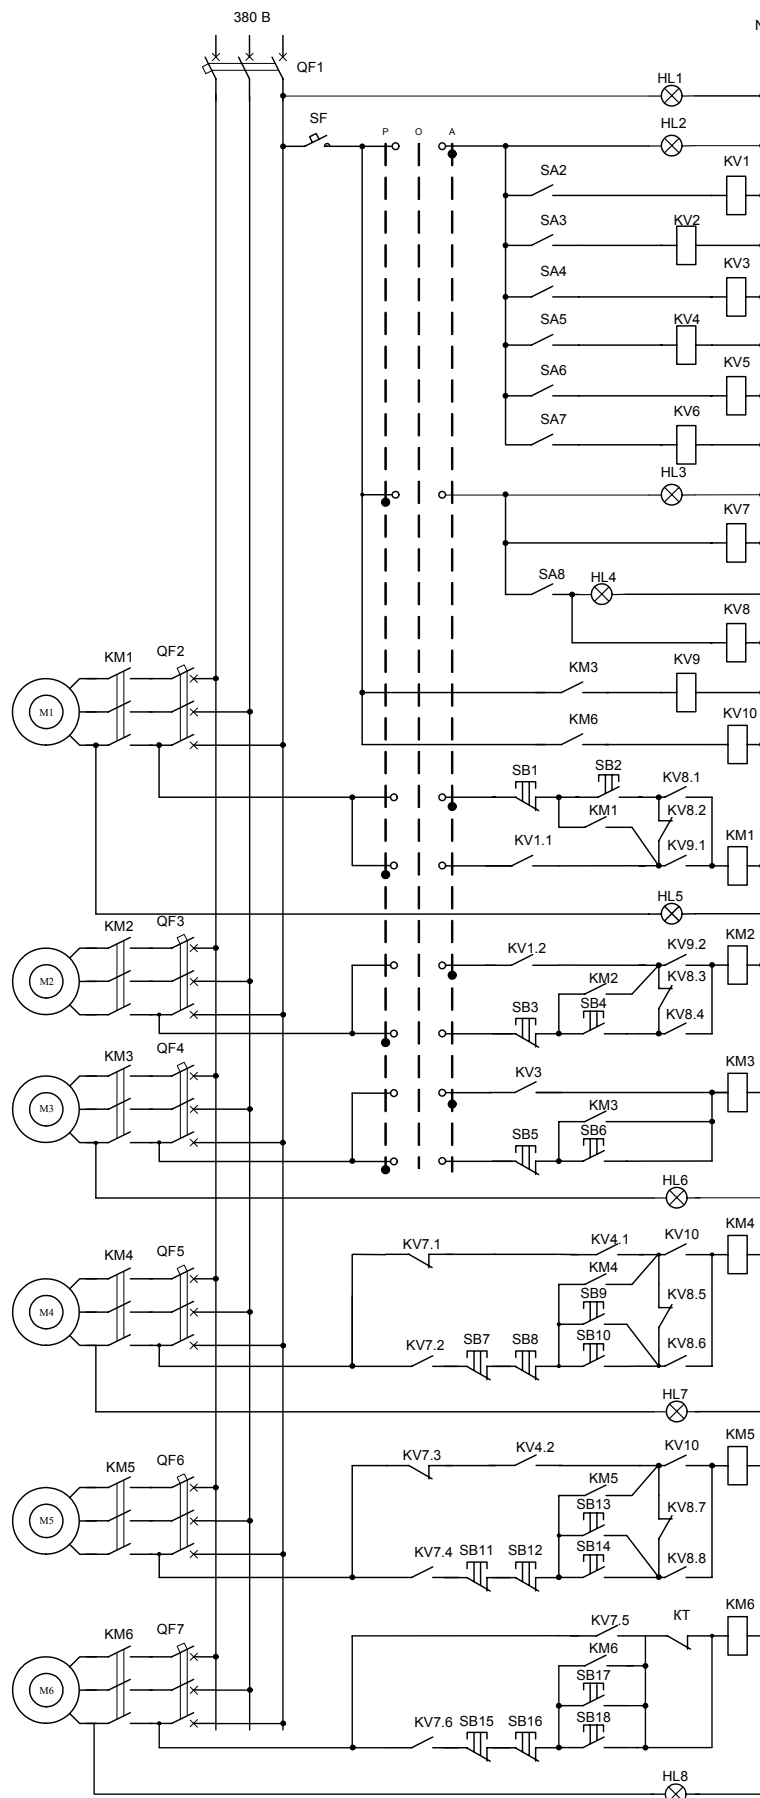 380 В
N
QF1
HL1
SF
HL2
Р О А
SA2
KV1
SA3
KV2
SA4
KV3
SA5
KV4
SA6
KV5
SA7
KV6
HL3
KV7
SA8
HL4
KV8
KM1
QF2
KM3
KV9
M1
KM6
KV10
SB1
SB2
KV8.1
KM1
KV8.2
KV1.1
KV9.1
KM1
HL5
KM2
QF3
KV1.2
KV9.2
KM2
M2
KM2
KV8.3
SB3
SB4
KV8.4
KM3
QF4
KV3
KM3
M3
KM3
SB5
SB6
HL6
KM4
QF5
KV7.1
KV4.1
KV10
KM4
M4
KM4
SB9
KV8.5
KV7.2
SB7
SB8
SB10
KV8.6
HL7
KM5
QF6
KV7.3
KV4.2
KV10
KM5
M5
KM5
SB13
KV8.7
KV7.4
SB11
SB12
SB14
KV8.8
KM6
QF7
KV7.5
КТ
KM6
M6
KM6
SB17
KV7.6
SB15
SB16
SB18
HL8